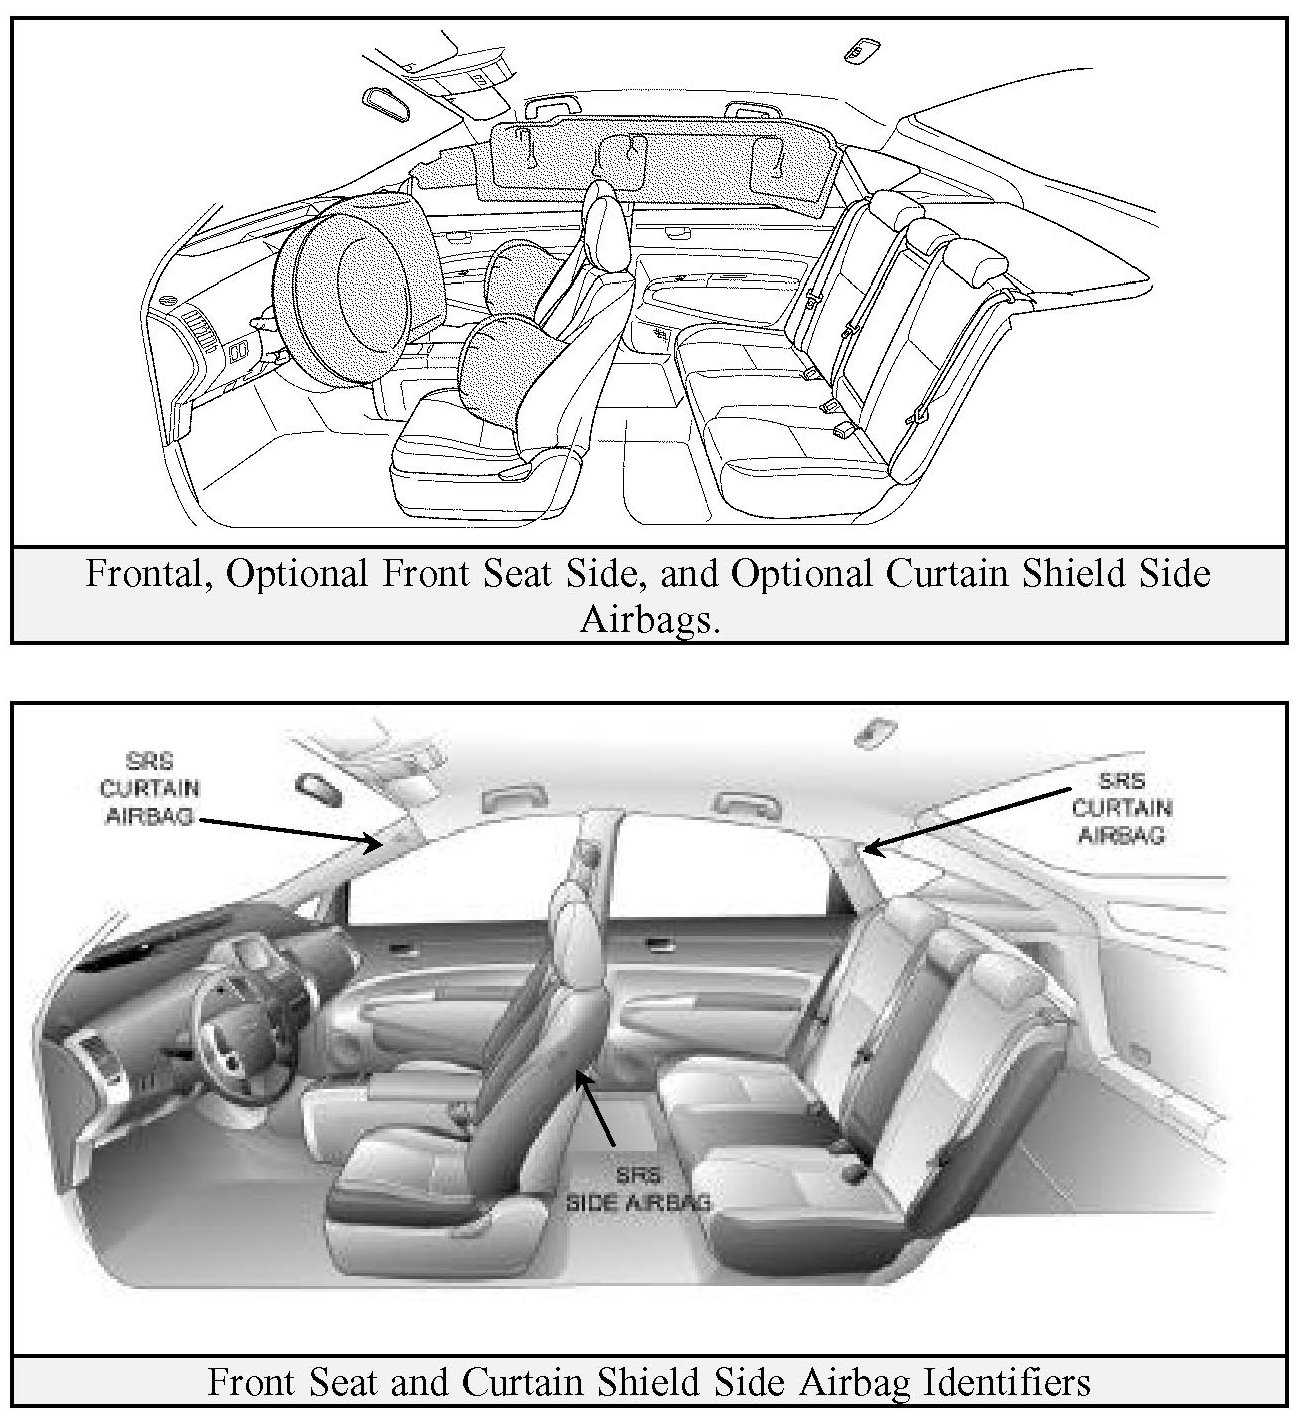 Frontal, Optional Front Seat Side, and Optional Curtain Shield Side
Airbags.
SRS
CURTAIN
AIRBAG
SRS
CURTAIN
AIRBAG
SRS
SIDE AIRBAG
Front Seat and Curtain Shield Side Airbag Identifiers